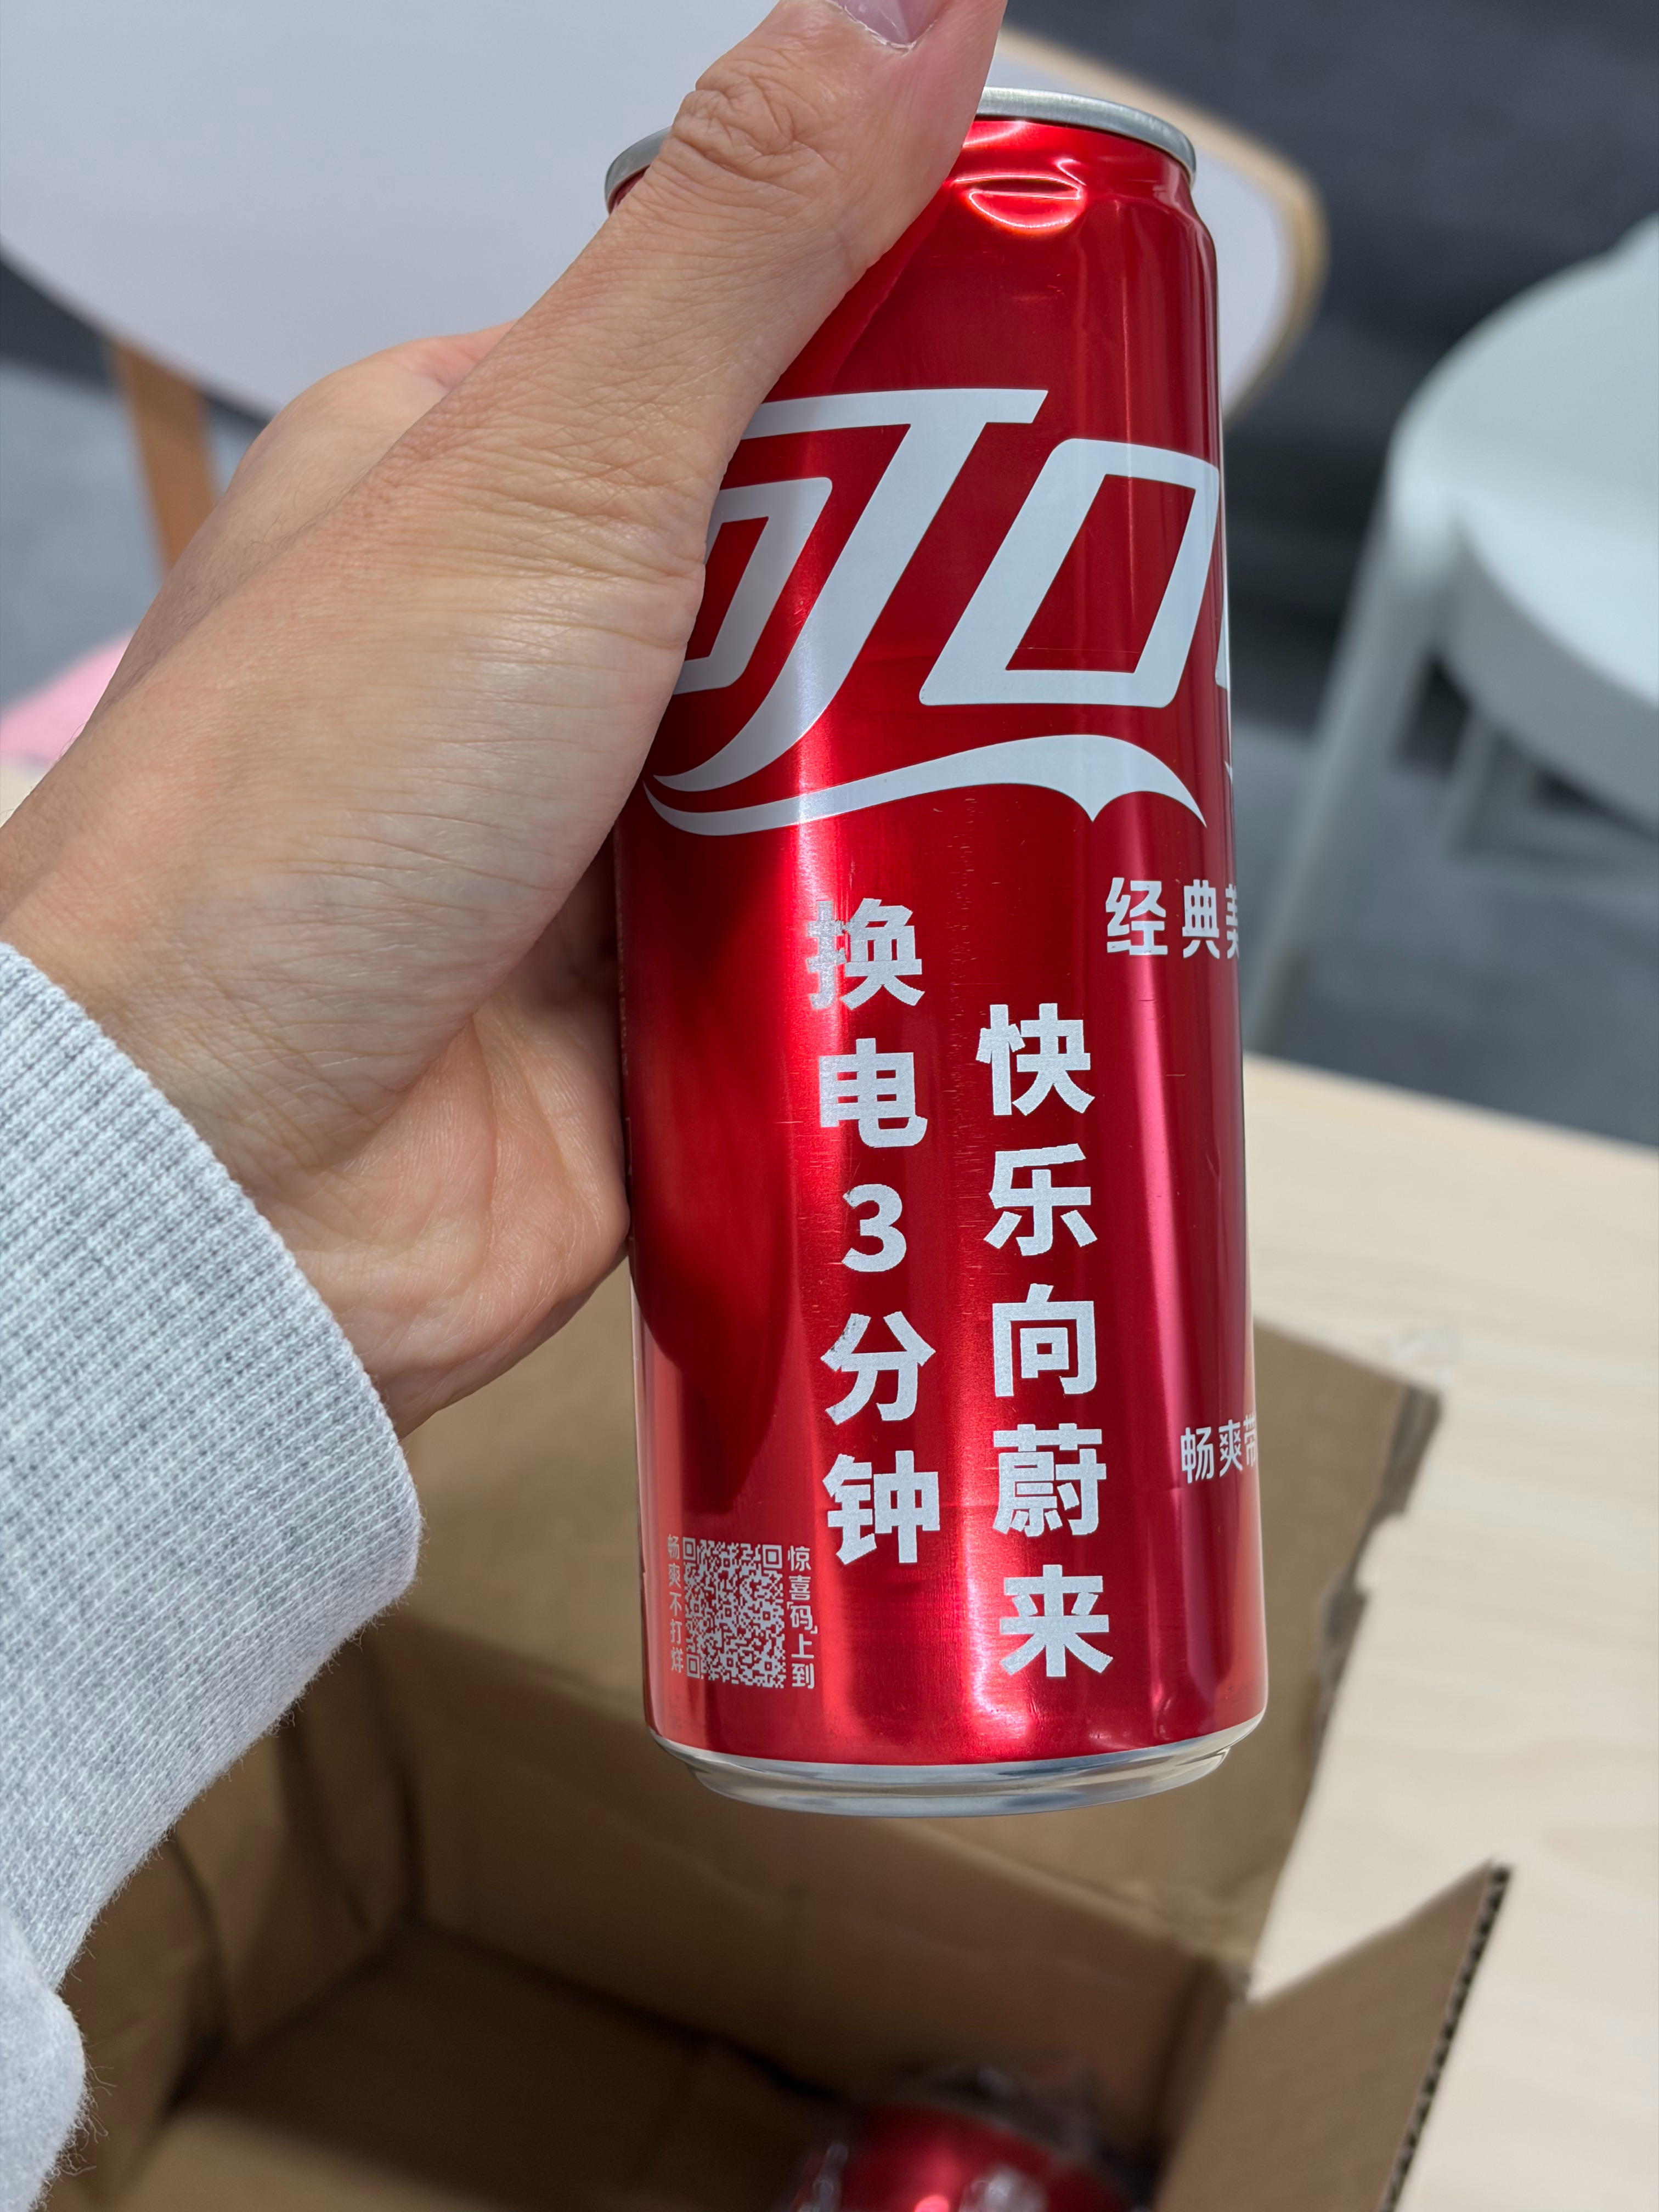 可口
经典美
换电3分钟
快乐向蔚来
畅爽带
惊喜“码”上到
畅爽不打烊